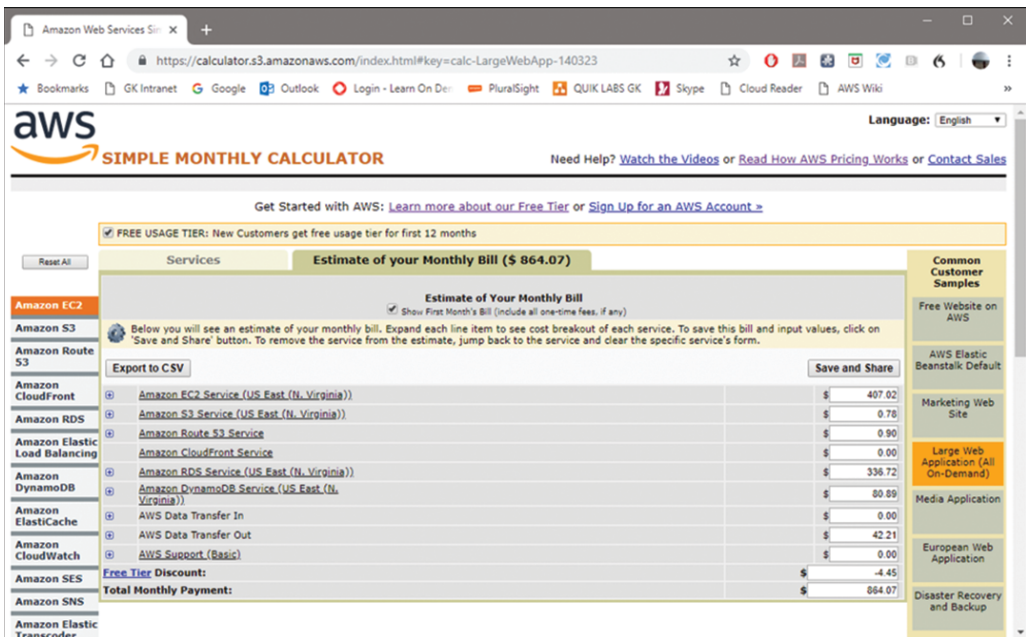 Amazon Web Services Sim
https://calculator.s3.amazonaws.com/index.html#key=calc-LargeWebApp-140323
Bookmarks GK Intranet Google Outlook Login - Learn On De PluralSight QUIK LABS GK Skype Cloud Reader AWS Wiki »
aws
Language: English
SIMPLE MONTHLY CALCULATOR
Need Help? Watch the Videos or Read How AWS Pricing Works or Contact Sales
Get Started with AWS: Learn more about our Free Tier or Sign Up for an AWS Account »
FREE USAGE TIER: New Customers get free usage tier for first 12 months
Reset All
Services
Estimate of your Monthly Bill ($ 864.07)
Amazon EC2
Amazon S3
Amazon Route
53
Amazon
CloudFront
Amazon RDS
Amazon Elastic
Load Balancing
Amazon
DynamoDB
Amazon
ElastiCache
Amazon
CloudWatch
Amazon SES
Amazon SNS
Amazon Elastic
Transcoder
Estimate of Your Monthly Bill
Show First Month's Bill (include all one-time fees, if any)
Below you will see an estimate of your monthly bill. Expand each line item to see cost breakout of each service. To save this bill and input values, click on
'Save and Share' button. To remove the service from the estimate, jump back to the service and clear the specific service's form.
Export to CSV
Save and Share
Amazon EC2 Service (US East (N. Virginia)) $ 407.02
Amazon S3 Service (US East (N. Virginia)) $ 0.78
Amazon Route 53 Service $ 0.90
Amazon CloudFront Service $ 0.00
Amazon RDS Service (US East (N. Virginia)) $ 336.72
Amazon DynamoDB Service (US East (N.
Virginia)) $ 80.89
AWS Data Transfer In $ 0.00
AWS Data Transfer Out $ 42.21
AWS Support (Basic) $ 0.00
Free Tier Discount: $ -4.45
Total Monthly Payment: $ 864.07
Common
Customer
Samples
Free Website on
AWS
AWS Elastic
Beanstalk Default
Marketing Web
Site
Large Web
Application (All
On-Demand)
Media Application
European Web
Application
Disaster Recovery
and Backup